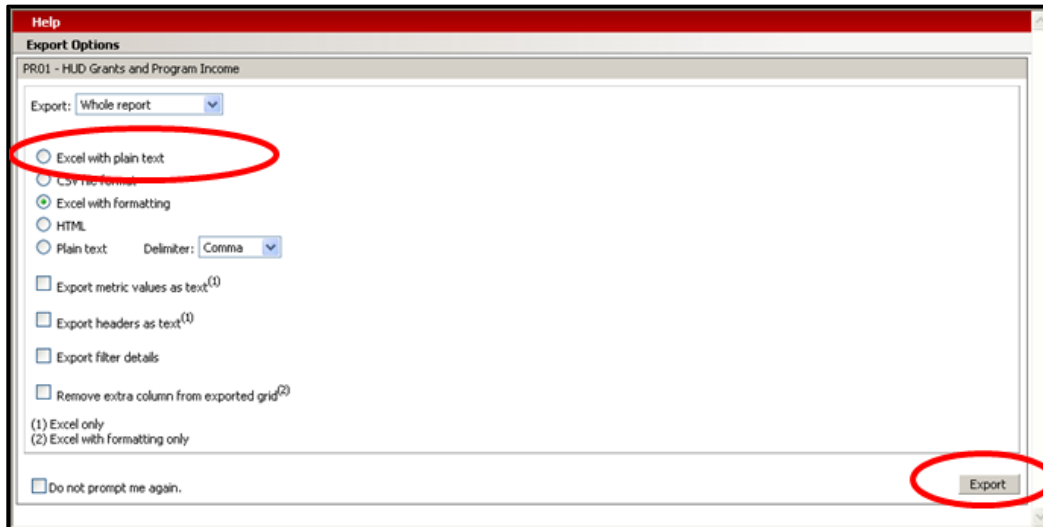 Help
Export Options
PR01 - HUD Grants and Program Income
Export: Whole report
Excel with plain text
CSV file format
Excel with formatting
HTML
Plain text Delimiter: Comma
Export metric values as text(1)
Export headers as text(1)
Export filter details
Remove extra column from exported grid(2)
(1) Excel only
(2) Excel with formatting only
Do not prompt me again.
Export